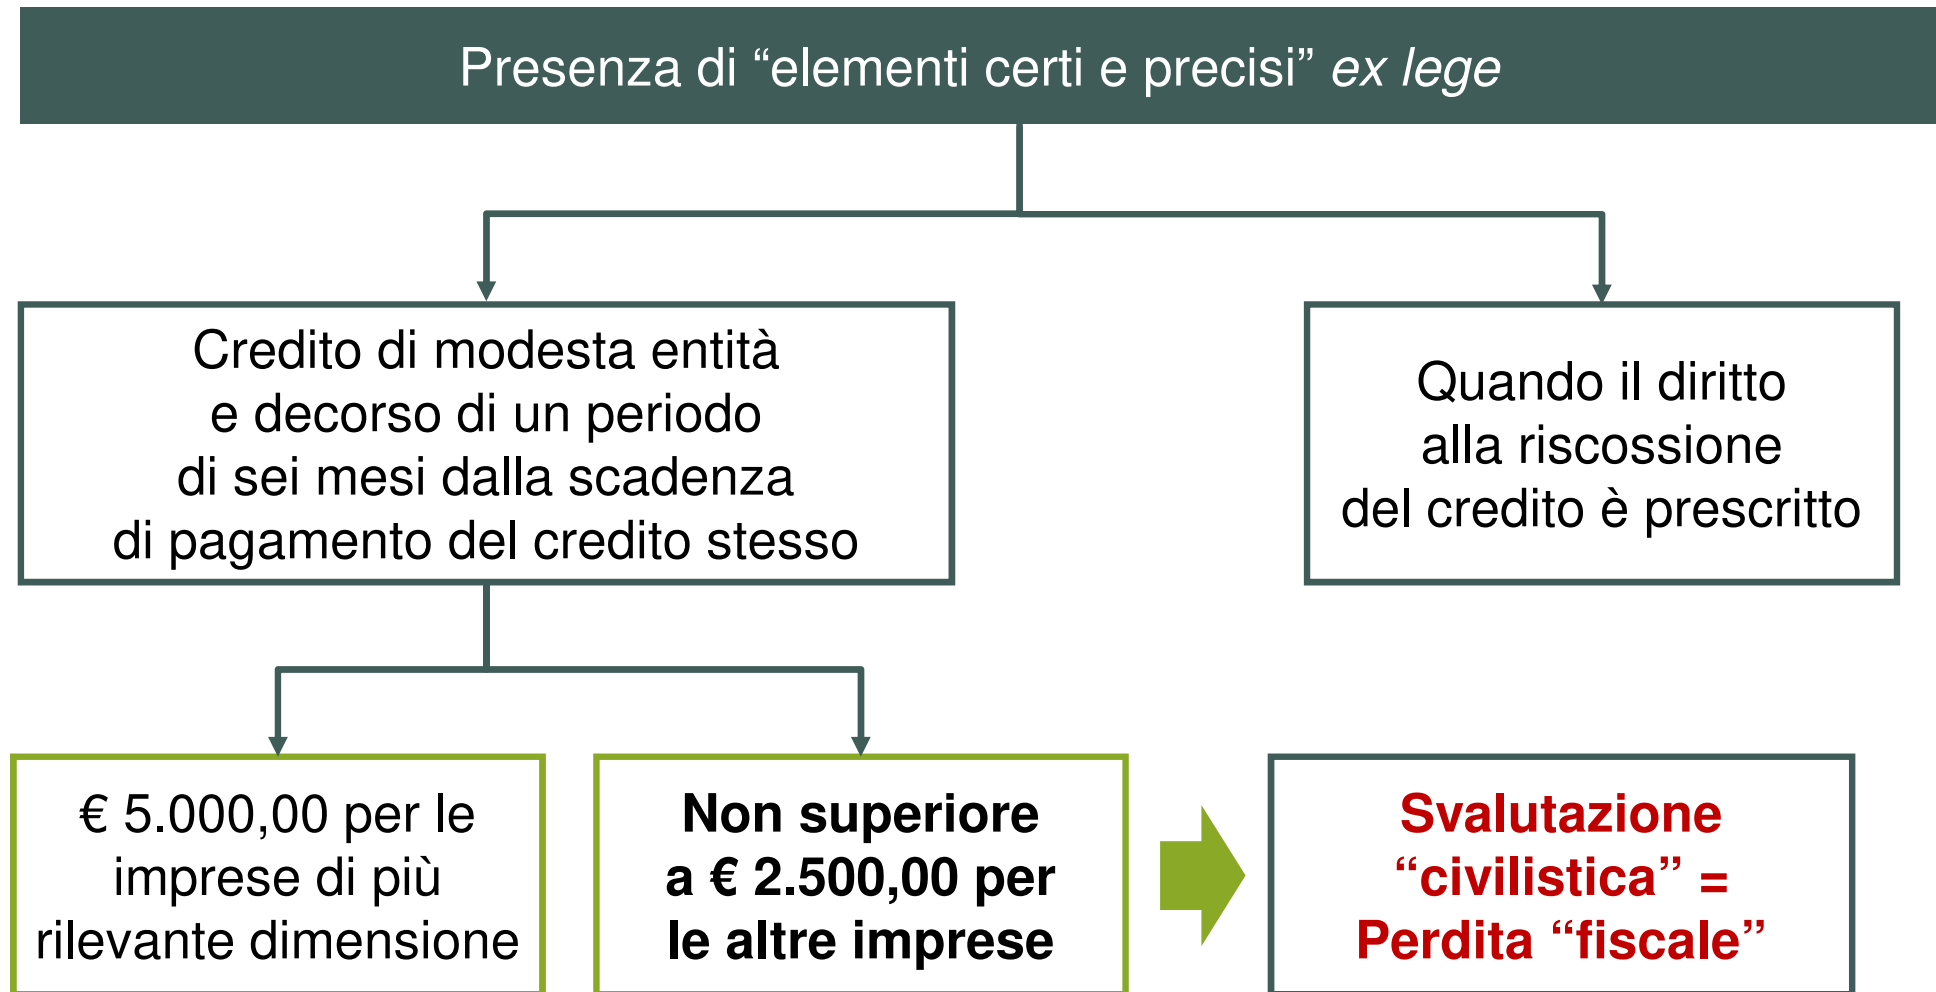 Presenza di “elementi certi e precisi” ex lege
Credito di modesta entità
e decorso di un periodo
di sei mesi dalla scadenza
di pagamento del credito stesso
Quando il diritto
alla riscossione
del credito è prescritto
€ 5.000,00 per le
imprese di più
rilevante dimensione
Non superiore
a € 2.500,00 per
le altre imprese
Svalutazione
“civilistica” =
Perdita “fiscale”